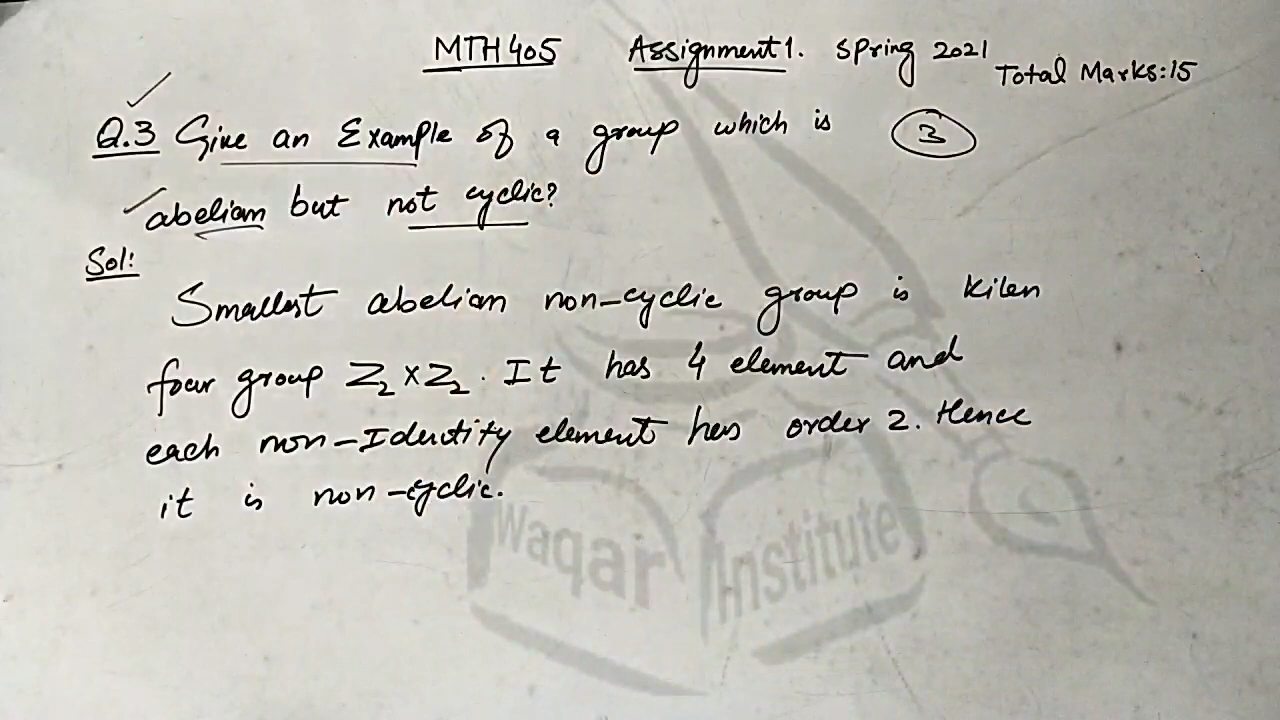 MTH405 Assignment 1. Spring 2021
Total Marks:15
Q.3 Give an Example of a group which is 3
abeliam but not cyclic?
Sol:
Smallest abelian non-cyclic group is Kilen
four group Z₂ × Z₂. It has 4 element and
each non-Identity element has order 2. Hence
it is non-cyclic.
Waqar Institute